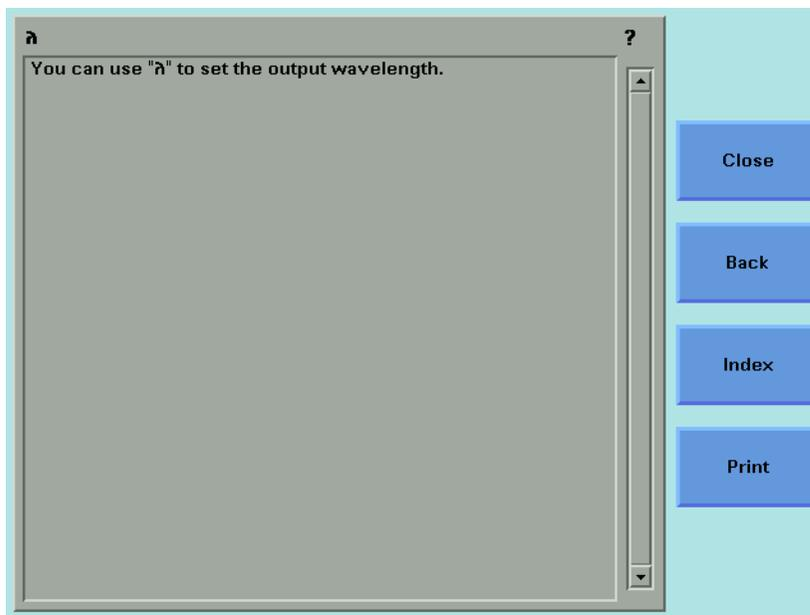 λ ?
You can use "λ" to set the output wavelength.
Close
Back
Index
Print